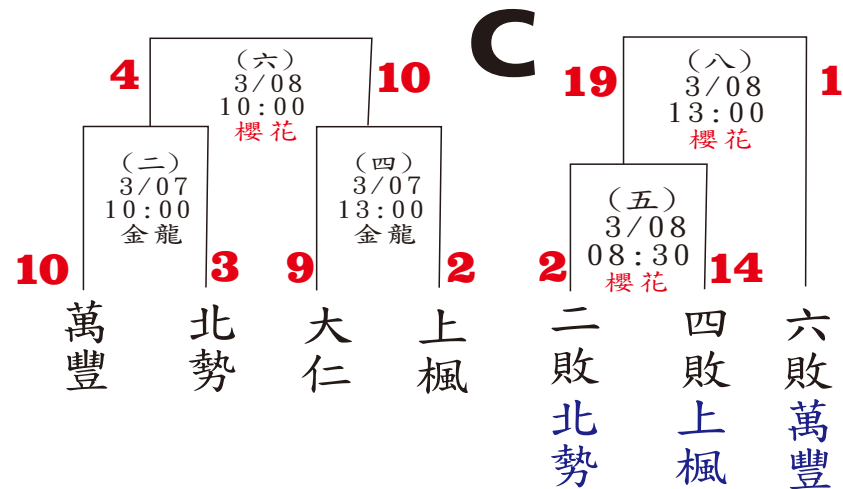 C
4
(六)
3/08
10:00
櫻花
10
19
(八)
3/08
13:00
櫻花
1
(二)
3/07
10:00
金龍
(四)
3/07
13:00
金龍
(五)
3/08
08:30
櫻花
10
3
9
2
2
14
萬豐
北勢
大仁
上楓
二敗
北勢
四敗
上楓
六敗
萬豐